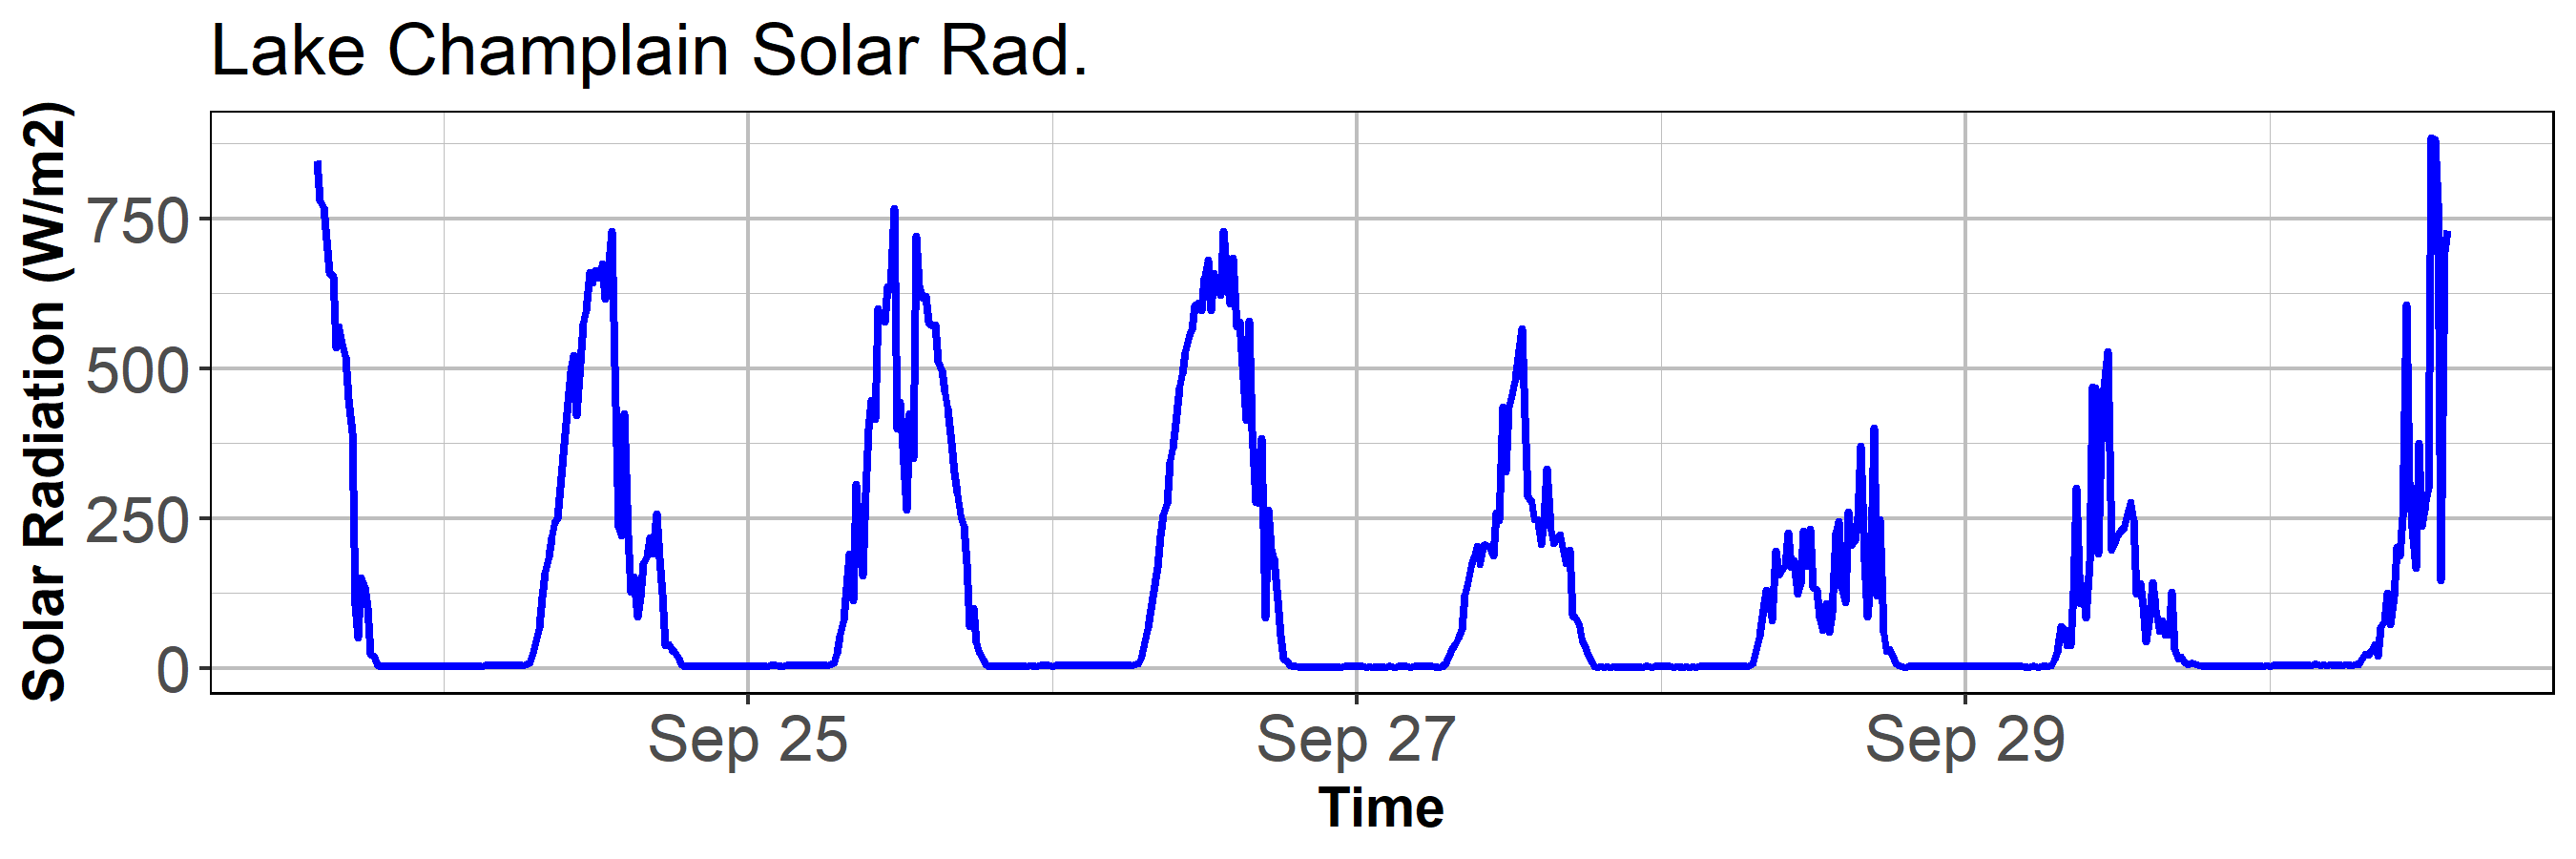 Lake Champlain Solar Rad.
Solar Radiation (W/m2)
750
500
250
0
Sep 25
Sep 27
Sep 29
Time